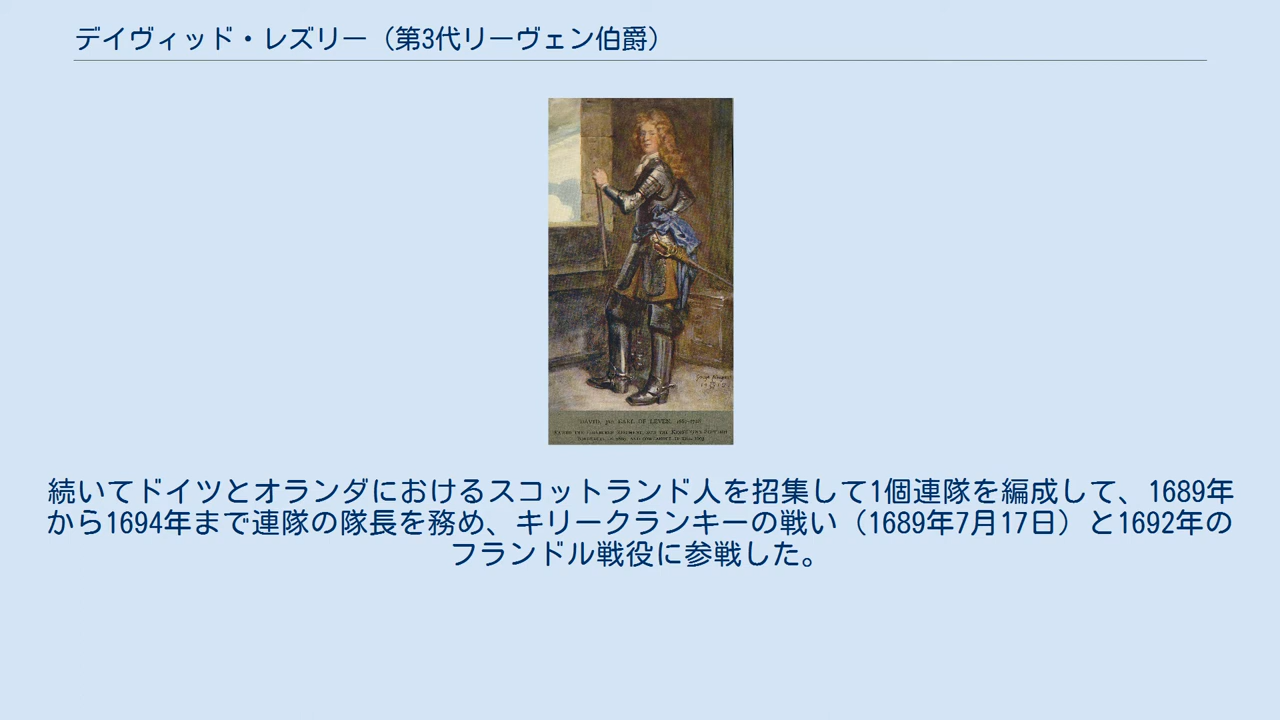 デイヴィッド・レズリー（第3代リーヴェン伯爵）
DAVID, 3rd EARL OF LEVEN,
続いてドイツとオランダにおけるスコットランド人を招集して1個連隊を編成して、1689年
から1694年まで連隊の隊長を務め、キリークランキーの戦い（1689年7月17日）と1692年の
フランドル戦役に参戦した。